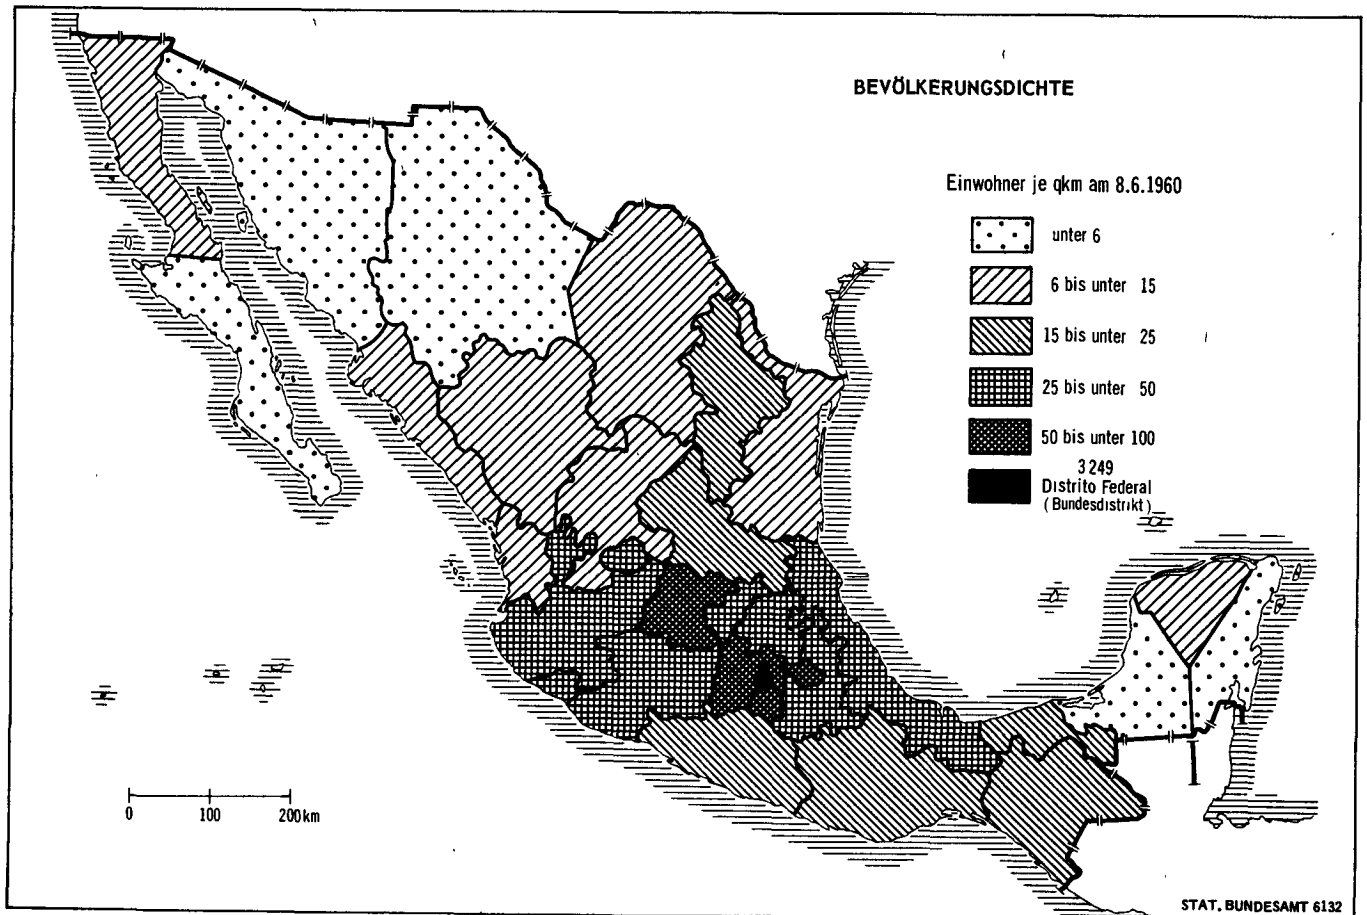 BEVÖLKERUNGSDICHTE
Einwohner je qkm am 8.6.1960
unter 6
6 bis unter 15
15 bis unter 25
25 bis unter 50
50 bis unter 100
3 249
Distrito Federal
(Bundesdistrikt)
0 100 200 km
STAT. BUNDESAMT 6132